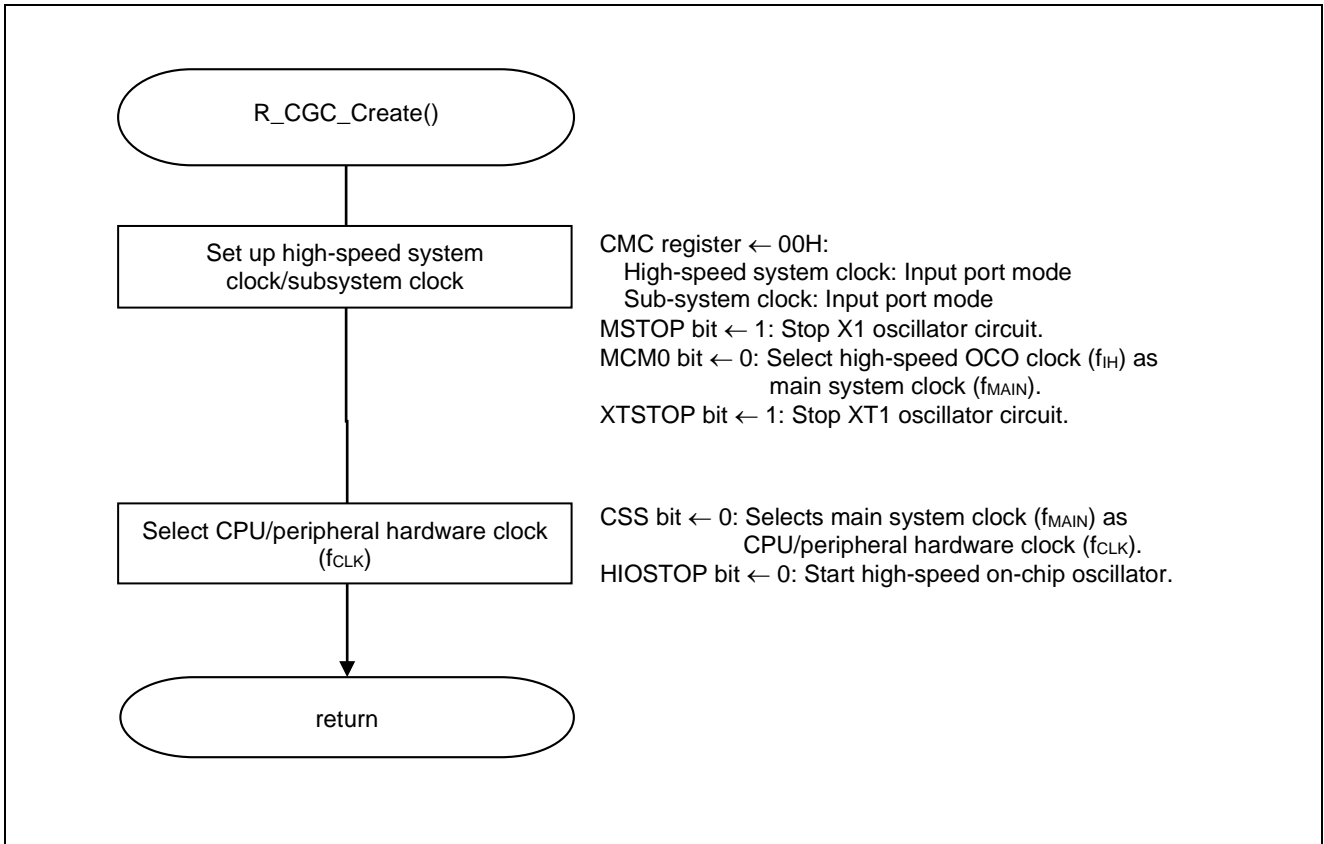 R_CGC_Create()
Set up high-speed system
clock/subsystem clock
CMC register ← 00H:
High-speed system clock: Input port mode
Sub-system clock: Input port mode
MSTOP bit ← 1: Stop X1 oscillator circuit.
MCM0 bit ← 0: Select high-speed OCO clock (fIH) as
main system clock (fMAIN).
XTSTOP bit ← 1: Stop XT1 oscillator circuit.
Select CPU/peripheral hardware clock
(fCLK)
CSS bit ← 0: Selects main system clock (fMAIN) as
CPU/peripheral hardware clock (fCLK).
HIOSTOP bit ← 0: Start high-speed on-chip oscillator.
return